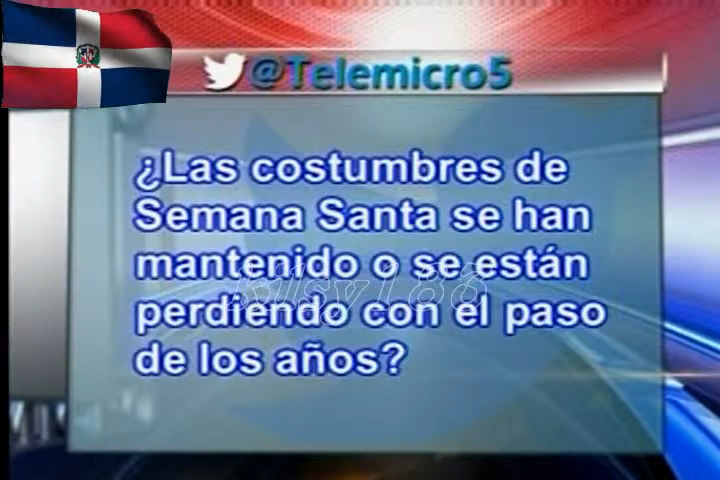 @Telemicro5
¿Las costumbres de
Semana Santa se han
mantenido o se están
perdiendo con el paso
de los años?